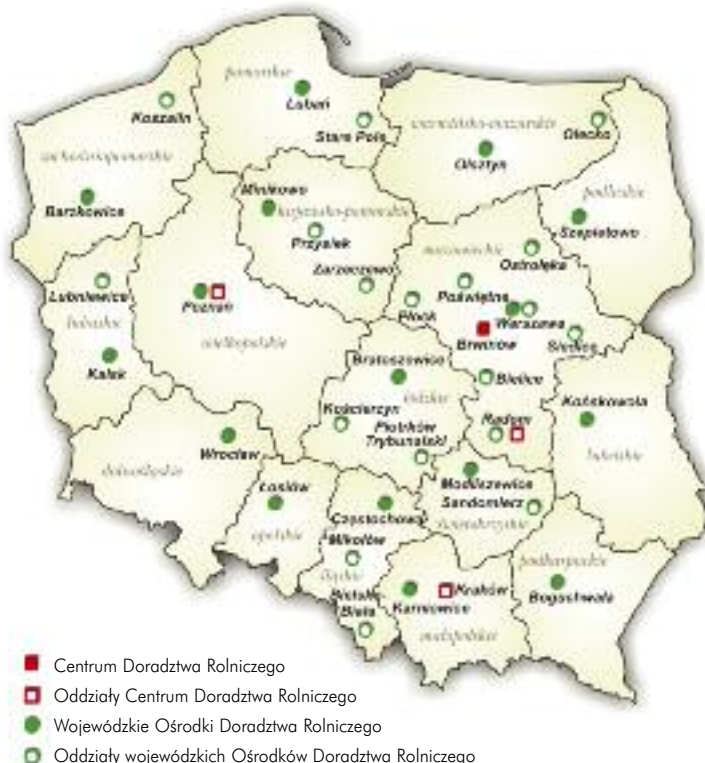 pomorskie
Koszalin
Lubań
Stare Pole
warmińsko-mazurskie
Olecko
Olsztyn
zachodniopomorskie
Minikowo
kujawsko-pomorskie
podlaskie
Barzkowice
Przysiek
Szepietowo
mazowieckie
Ostrołęka
Zarzeczewo
Lubniewice
Poznań
Poświętne
Płock
Warszawa
lubuskie
wielkopolskie
Brwinów
Siedlce
Kalsk
Bratoszewice
Bielice
łódzkie
Końskowola
Kościerzyn
Piotrków
Trybunalski
Radom
Wrocław
lubelskie
dolnośląskie
Modliszewice
Łosiów
Sandomierz
Częstochowa
świętokrzyskie
opolskie
Mikołów
śląskie
podkarpackie
Bielsko-
Biała
Kraków
Karniowice
Boguchwała
małopolskie
Centrum Doradztwa Rolniczego
Oddziały Centrum Doradztwa Rolniczego
Wojewódzkie Ośrodki Doradztwa Rolniczego
Oddziały wojewódzkich Ośrodków Doradztwa Rolniczego